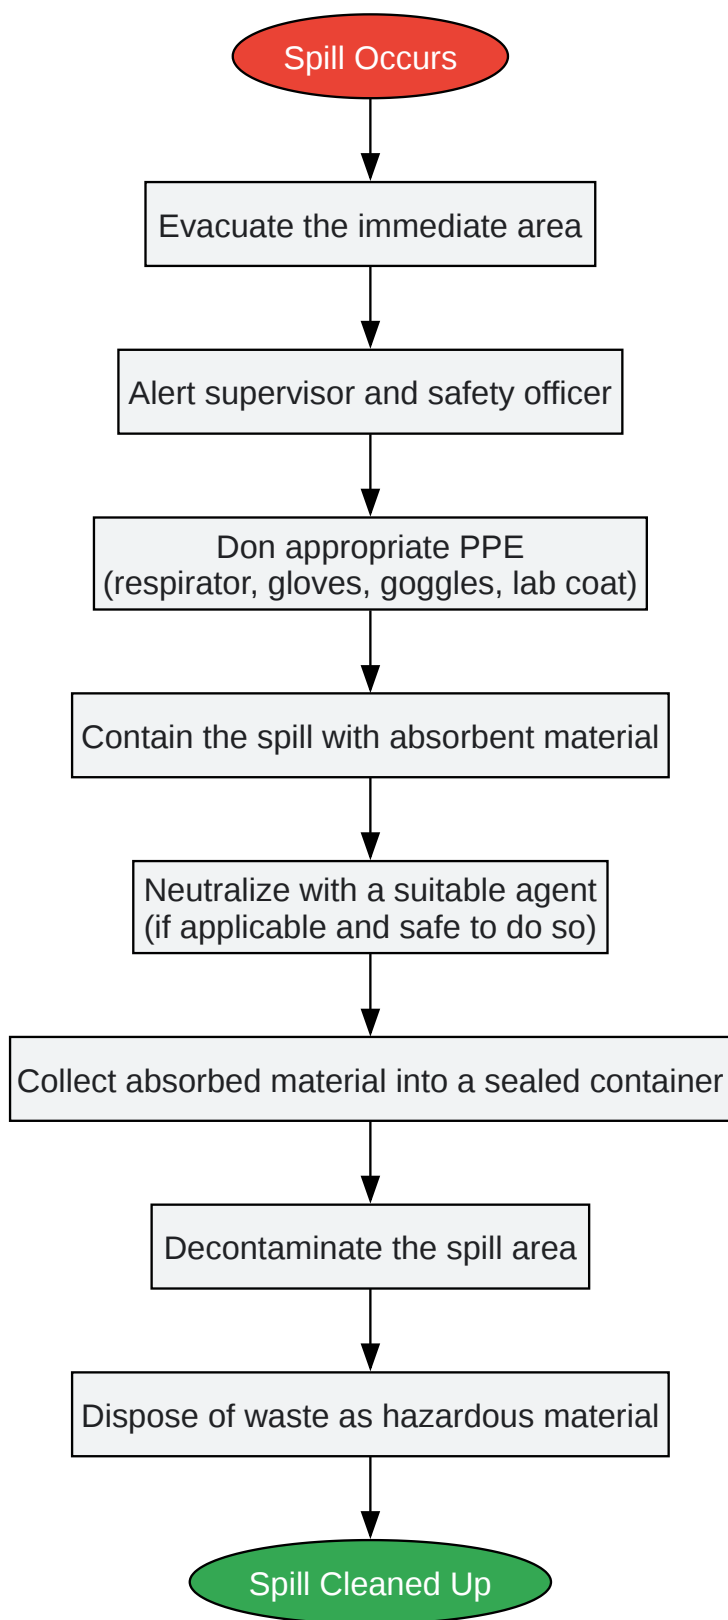 Spill Occurs
Evacuate the immediate area
Alert supervisor and safety officer
Don appropriate PPE
(respirator, gloves, goggles, lab coat)
Contain the spill with absorbent material
Neutralize with a suitable agent
(if applicable and safe to do so)
Collect absorbed material into a sealed container
Decontaminate the spill area
Dispose of waste as hazardous material
Spill Cleaned Up